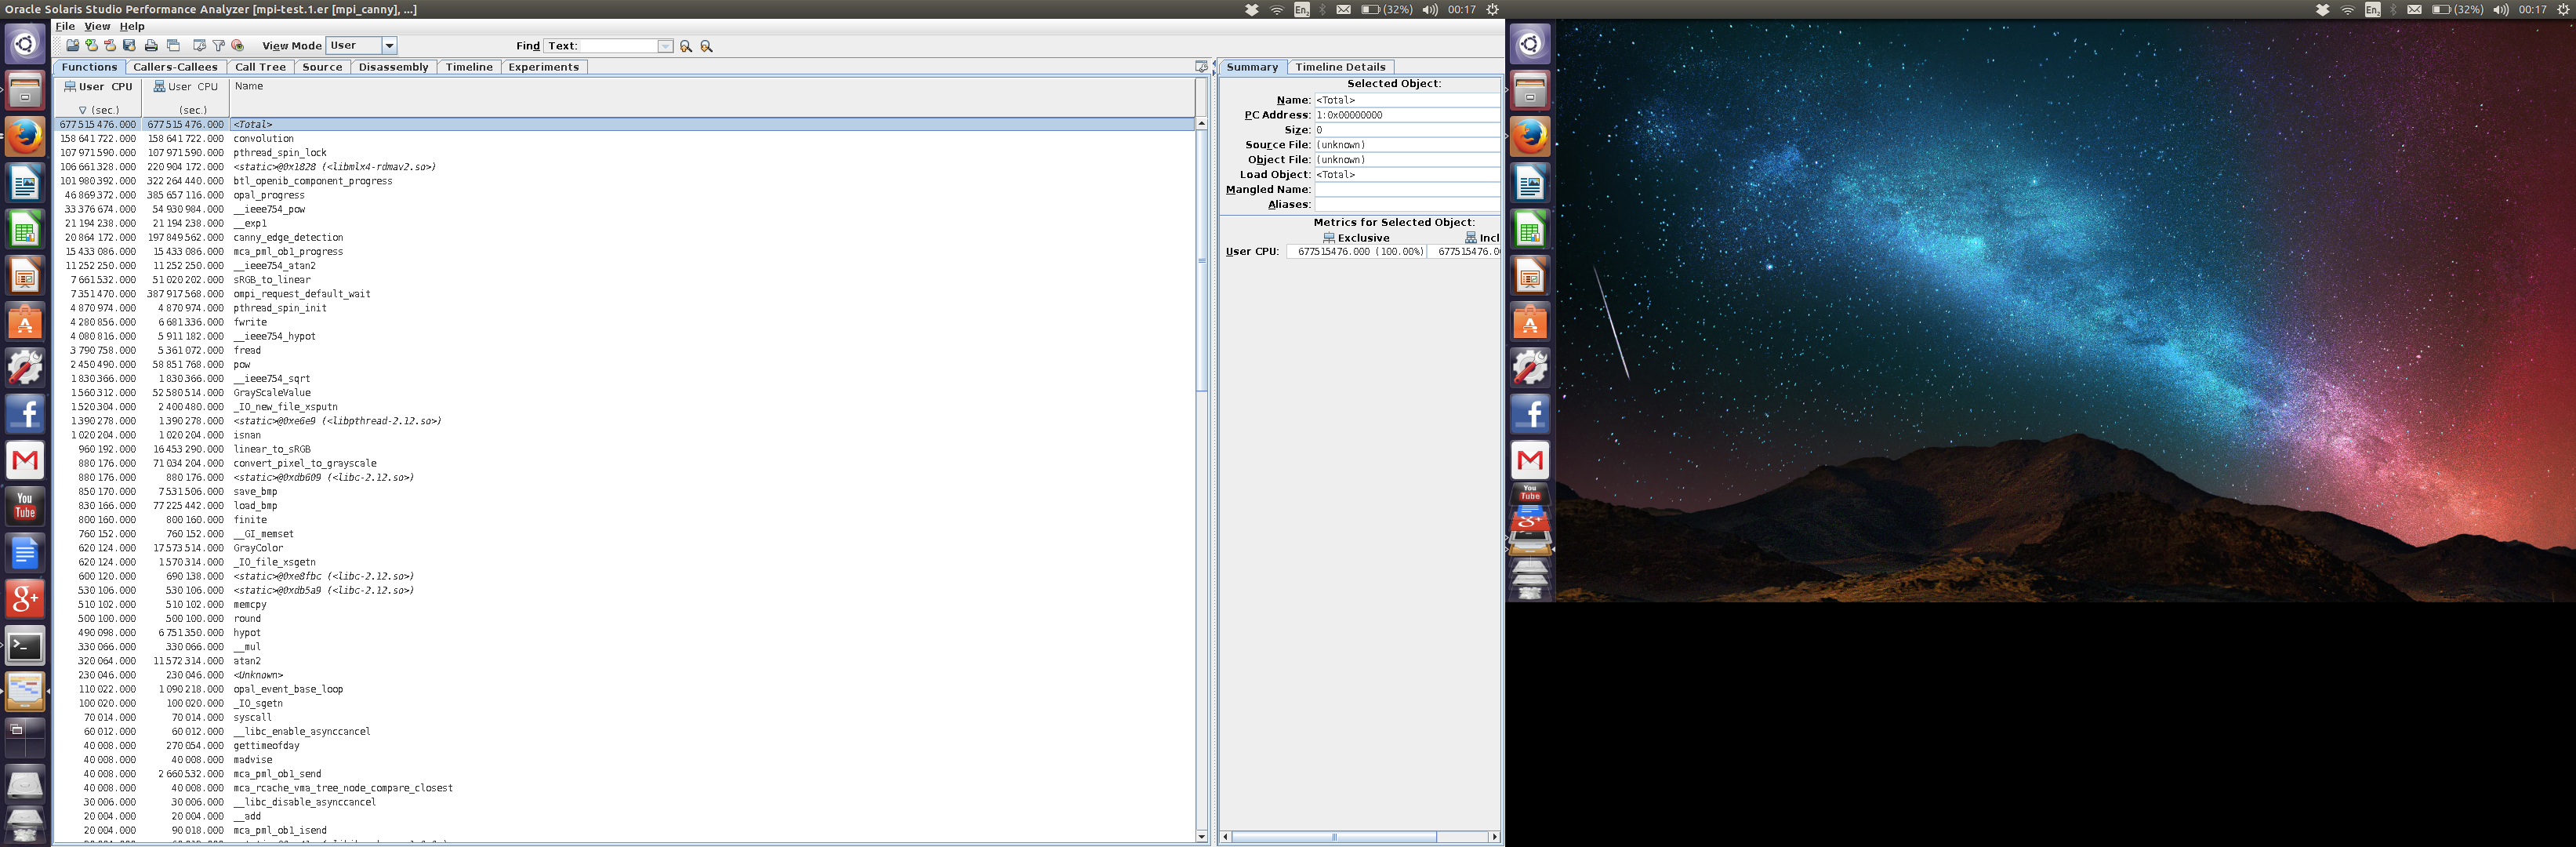 Oracle Solaris Studio Performance Analyzer [mpi-test.1.er [mpi_canny], ...]
En2 (32%) 00:17
En2 (32%) 00:17
File View Help
View Mode User Find Text:
Functions Callers-Callees Call Tree Source Disassembly Timeline Experiments
User CPU User CPU Name
(sec.) (sec.)
677 515 476.000 677 515 476.000 <Total>
158 641 722.000 158 641 722.000 convolution
107 971 590.000 107 971 590.000 pthread_spin_lock
106 661 328.000 220 904 172.000 <static>@0x1828 (<libmlx4-rdmav2.so>)
101 980 392.000 322 264 440.000 btl_openib_component_progress
46 869 372.000 385 657 116.000 opal_progress
33 376 674.000 54 930 984.000 __ieee754_pow
21 194 238.000 21 194 238.000 __exp1
20 864 172.000 197 849 562.000 canny_edge_detection
15 433 086.000 15 433 086.000 mca_pml_ob1_progress
11 252 250.000 11 252 250.000 __ieee754_atan2
7 661 532.000 51 020 202.000 sRGB_to_linear
7 351 470.000 387 917 568.000 ompi_request_default_wait
4 870 974.000 4 870 974.000 pthread_spin_init
4 280 856.000 6 681 336.000 fwrite
4 080 816.000 5 911 182.000 __ieee754_hypot
3 790 758.000 5 361 072.000 fread
2 450 490.000 58 851 768.000 pow
1 830 366.000 1 830 366.000 __ieee754_sqrt
1 560 312.000 52 580 514.000 GrayScaleValue
1 520 304.000 2 400 480.000 _IO_new_file_xsputn
1 390 278.000 1 390 278.000 <static>@0xe6e9 (<libpthread-2.12.so>)
1 020 204.000 1 020 204.000 isnan
960 192.000 16 453 290.000 linear_to_sRGB
880 176.000 71 034 204.000 convert_pixel_to_grayscale
880 176.000 880 176.000 <static>@0xdb609 (<libc-2.12.so>)
850 170.000 7 531 506.000 save_bmp
830 166.000 77 225 442.000 load_bmp
800 160.000 800 160.000 finite
760 152.000 760 152.000 __GI_memset
620 124.000 17 573 514.000 GrayColor
620 124.000 1 570 314.000 _IO_file_xsgetn
600 120.000 690 138.000 <static>@0xe8fbc (<libc-2.12.so>)
530 106.000 530 106.000 <static>@0xdb5a9 (<libc-2.12.so>)
510 102.000 510 102.000 memcpy
500 100.000 500 100.000 round
490 098.000 6 751 350.000 hypot
330 066.000 330 066.000 __mul
320 064.000 11 572 314.000 atan2
230 046.000 230 046.000 <Unknown>
110 022.000 1 090 218.000 opal_event_base_loop
100 020.000 100 020.000 _IO_sgetn
70 014.000 70 014.000 syscall
60 012.000 60 012.000 __libc_enable_asynccancel
40 008.000 270 054.000 gettimeofday
40 008.000 40 008.000 madvise
40 008.000 2 660 532.000 mca_pml_ob1_send
40 008.000 40 008.000 mca_rcache_vma_tree_node_compare_closest
30 006.000 30 006.000 __libc_disable_asynccancel
20 004.000 20 004.000 __add
20 004.000 90 018.000 mca_pml_ob1_isend
Summary Timeline Details
Selected Object:
Name: <Total>
PC Address: 1:0x00000000
Size: 0
Source File: (unknown)
Object File: (unknown)
Load Object: <Total>
Mangled Name:
Aliases:
Metrics for Selected Object:
Exclusive Incl
User CPU: 677515476.000 (100.00%) 677515476.0
You
Tube
You
Tube